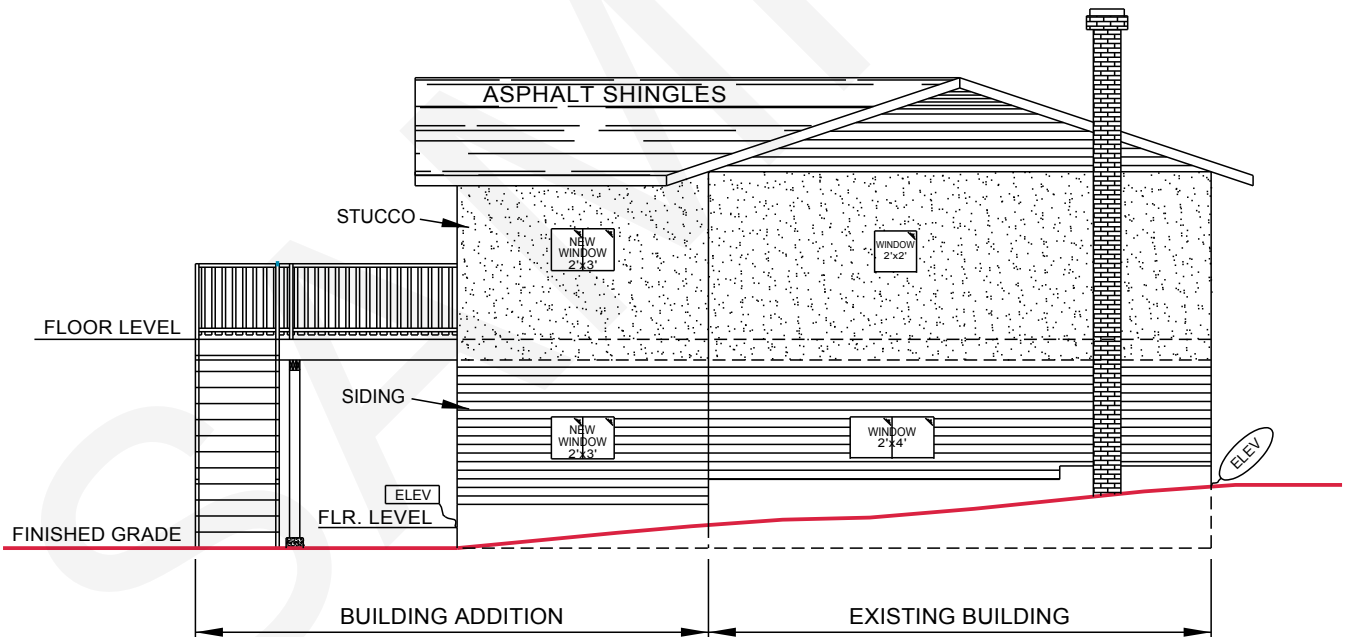 ASPHALT SHINGLES
STUCCO
NEW
WINDOW
2'x3'
WINDOW
2'x2'
FLOOR LEVEL
SIDING
NEW
WINDOW
2'x3'
WINDOW
2'x4'
ELEV
ELEV
FLR. LEVEL
FINISHED GRADE
BUILDING ADDITION
EXISTING BUILDING